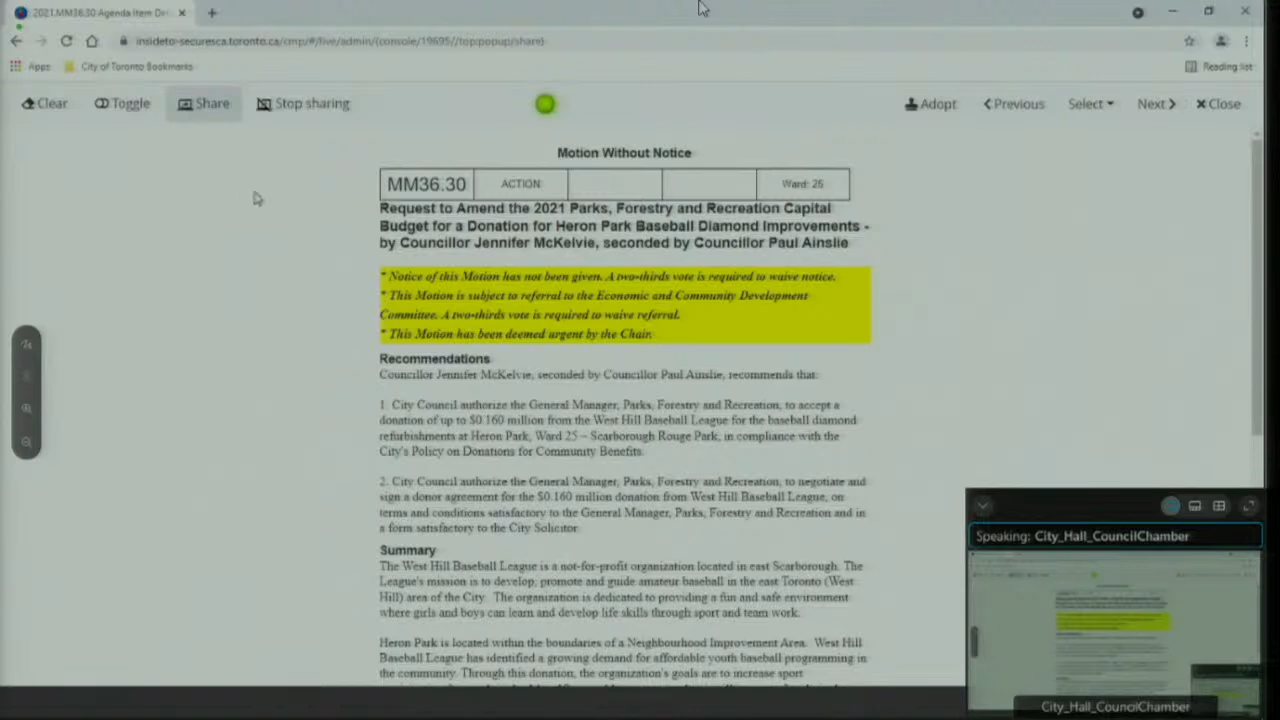 2021.MM36.30 Agenda Item
insideto-securesca.toronto.ca/cmp/#/live/admin/(console/19695//top:popup/share)
Apps City of Toronto Bookmarks Reading list
Clear Toggle Share Stop sharing Adopt Previous Select Next Close
Motion Without Notice
MM36.30 ACTION Ward: 25
Request to Amend the 2021 Parks, Forestry and Recreation Capital
Budget for a Donation for Heron Park Baseball Diamond Improvements -
by Councillor Jennifer McKelvie, seconded by Councillor Paul Ainslie
* Notice of this Motion has not been given. A two-thirds vote is required to waive notice.
* This Motion is subject to referral to the Economic and Community Development
Committee. A two-thirds vote is required to waive referral.
* This Motion has been deemed urgent by the Chair.
Recommendations
Councillor Jennifer McKelvie, seconded by Councillor Paul Ainslie, recommends that:
1. City Council authorize the General Manager, Parks, Forestry and Recreation, to accept a
donation of up to $0.160 million from the West Hill Baseball League for the baseball diamond
refurbishments at Heron Park, Ward 25 – Scarborough Rouge Park, in compliance with the
City's Policy on Donations for Community Benefits.
2. City Council authorize the General Manager, Parks, Forestry and Recreation, to negotiate and
sign a donor agreement for the $0.160 million donation from West Hill Baseball League, on
terms and conditions satisfactory to the General Manager, Parks, Forestry and Recreation and in
a form satisfactory to the City Solicitor.
Summary
The West Hill Baseball League is a not-for-profit organization located in east Scarborough. The
League's mission is to develop, promote and guide amateur baseball in the east Toronto (West
Hill) area of the City. The organization is dedicated to providing a fun and safe environment
where girls and boys can learn and develop life skills through sport and team work.
Heron Park is located within the boundaries of a Neighbourhood Improvement Area. West Hill
Baseball League has identified a growing demand for affordable youth baseball programming in
the community. Through this donation, the organization's goals are to increase sport
Speaking: City_Hall_CouncilChamber
City_Hall_CouncilChamber